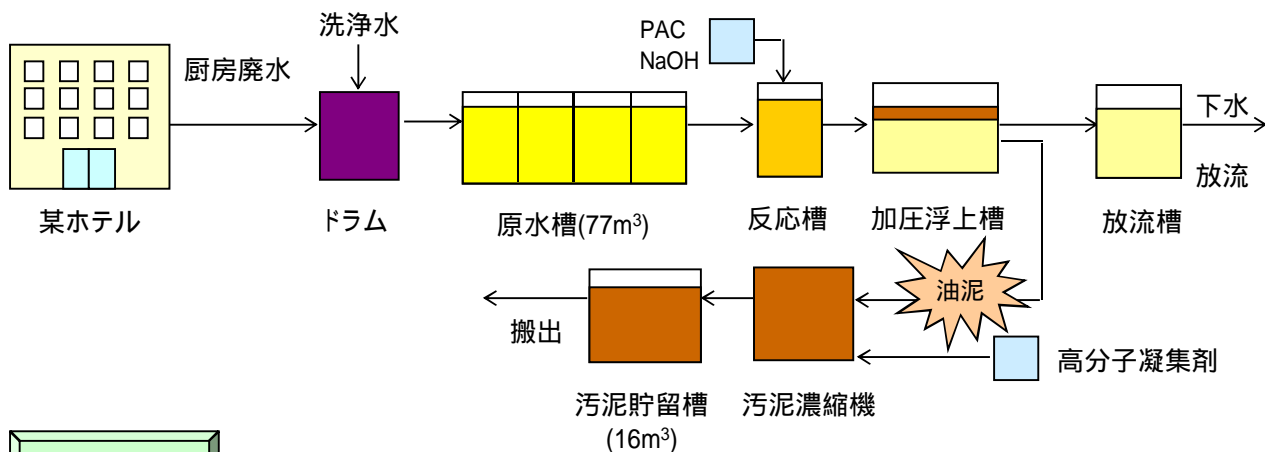 洗浄水
PAC
NaOH
厨房廃水
下水
放流
某ホテル
ドラム
原水槽(77m³)
反応槽
加圧浮上槽
放流槽
油泥
搬出
高分子凝集剤
汚泥貯留槽
(16m³)
汚泥濃縮機